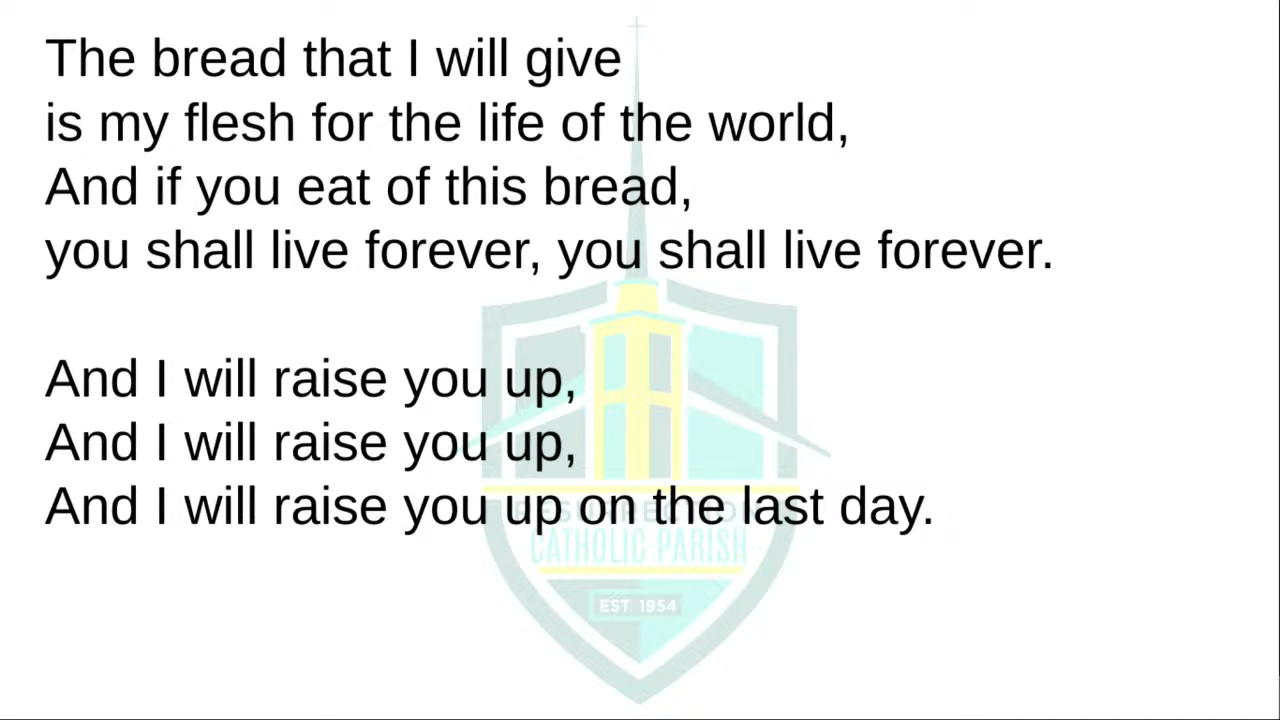 The bread that I will give
is my flesh for the life of the world,
And if you eat of this bread,
you shall live forever, you shall live forever.
And I will raise you up,
And I will raise you up,
And I will raise you up on the last day.
RESURRECTION
CATHOLIC PARISH
EST. 1954